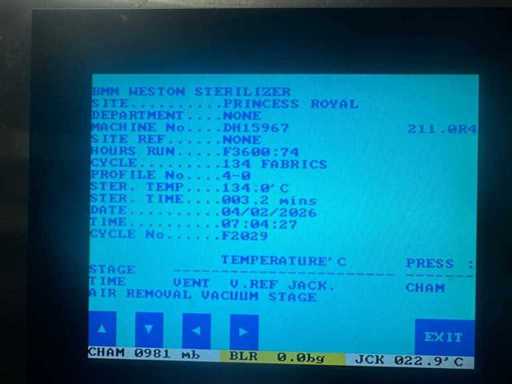 BMM WESTON STERILIZER
SITE..........PRINCESS ROYAL
DEPARTMENT....NONE
MACHINE No....DH15967 211.0R4
SITE REF......NONE
HOURS RUN.....F3600:74
CYCLE.........134 FABRICS
PROFILE No....4-0
STER. TEMP....134.0'C
STER. TIME....003.2 mins
DATE..........04/02/2026
TIME..........07:04:27
CYCLE No......F2029
TEMPERATURE'C PRESS :
STAGE ---------------------------- ---------
TIME VENT V.REF JACK. CHAM
AIR REMOVAL VACUUM STAGE
EXIT
CHAM 0981 mb BLR 0.0bg JCK 022.9'C